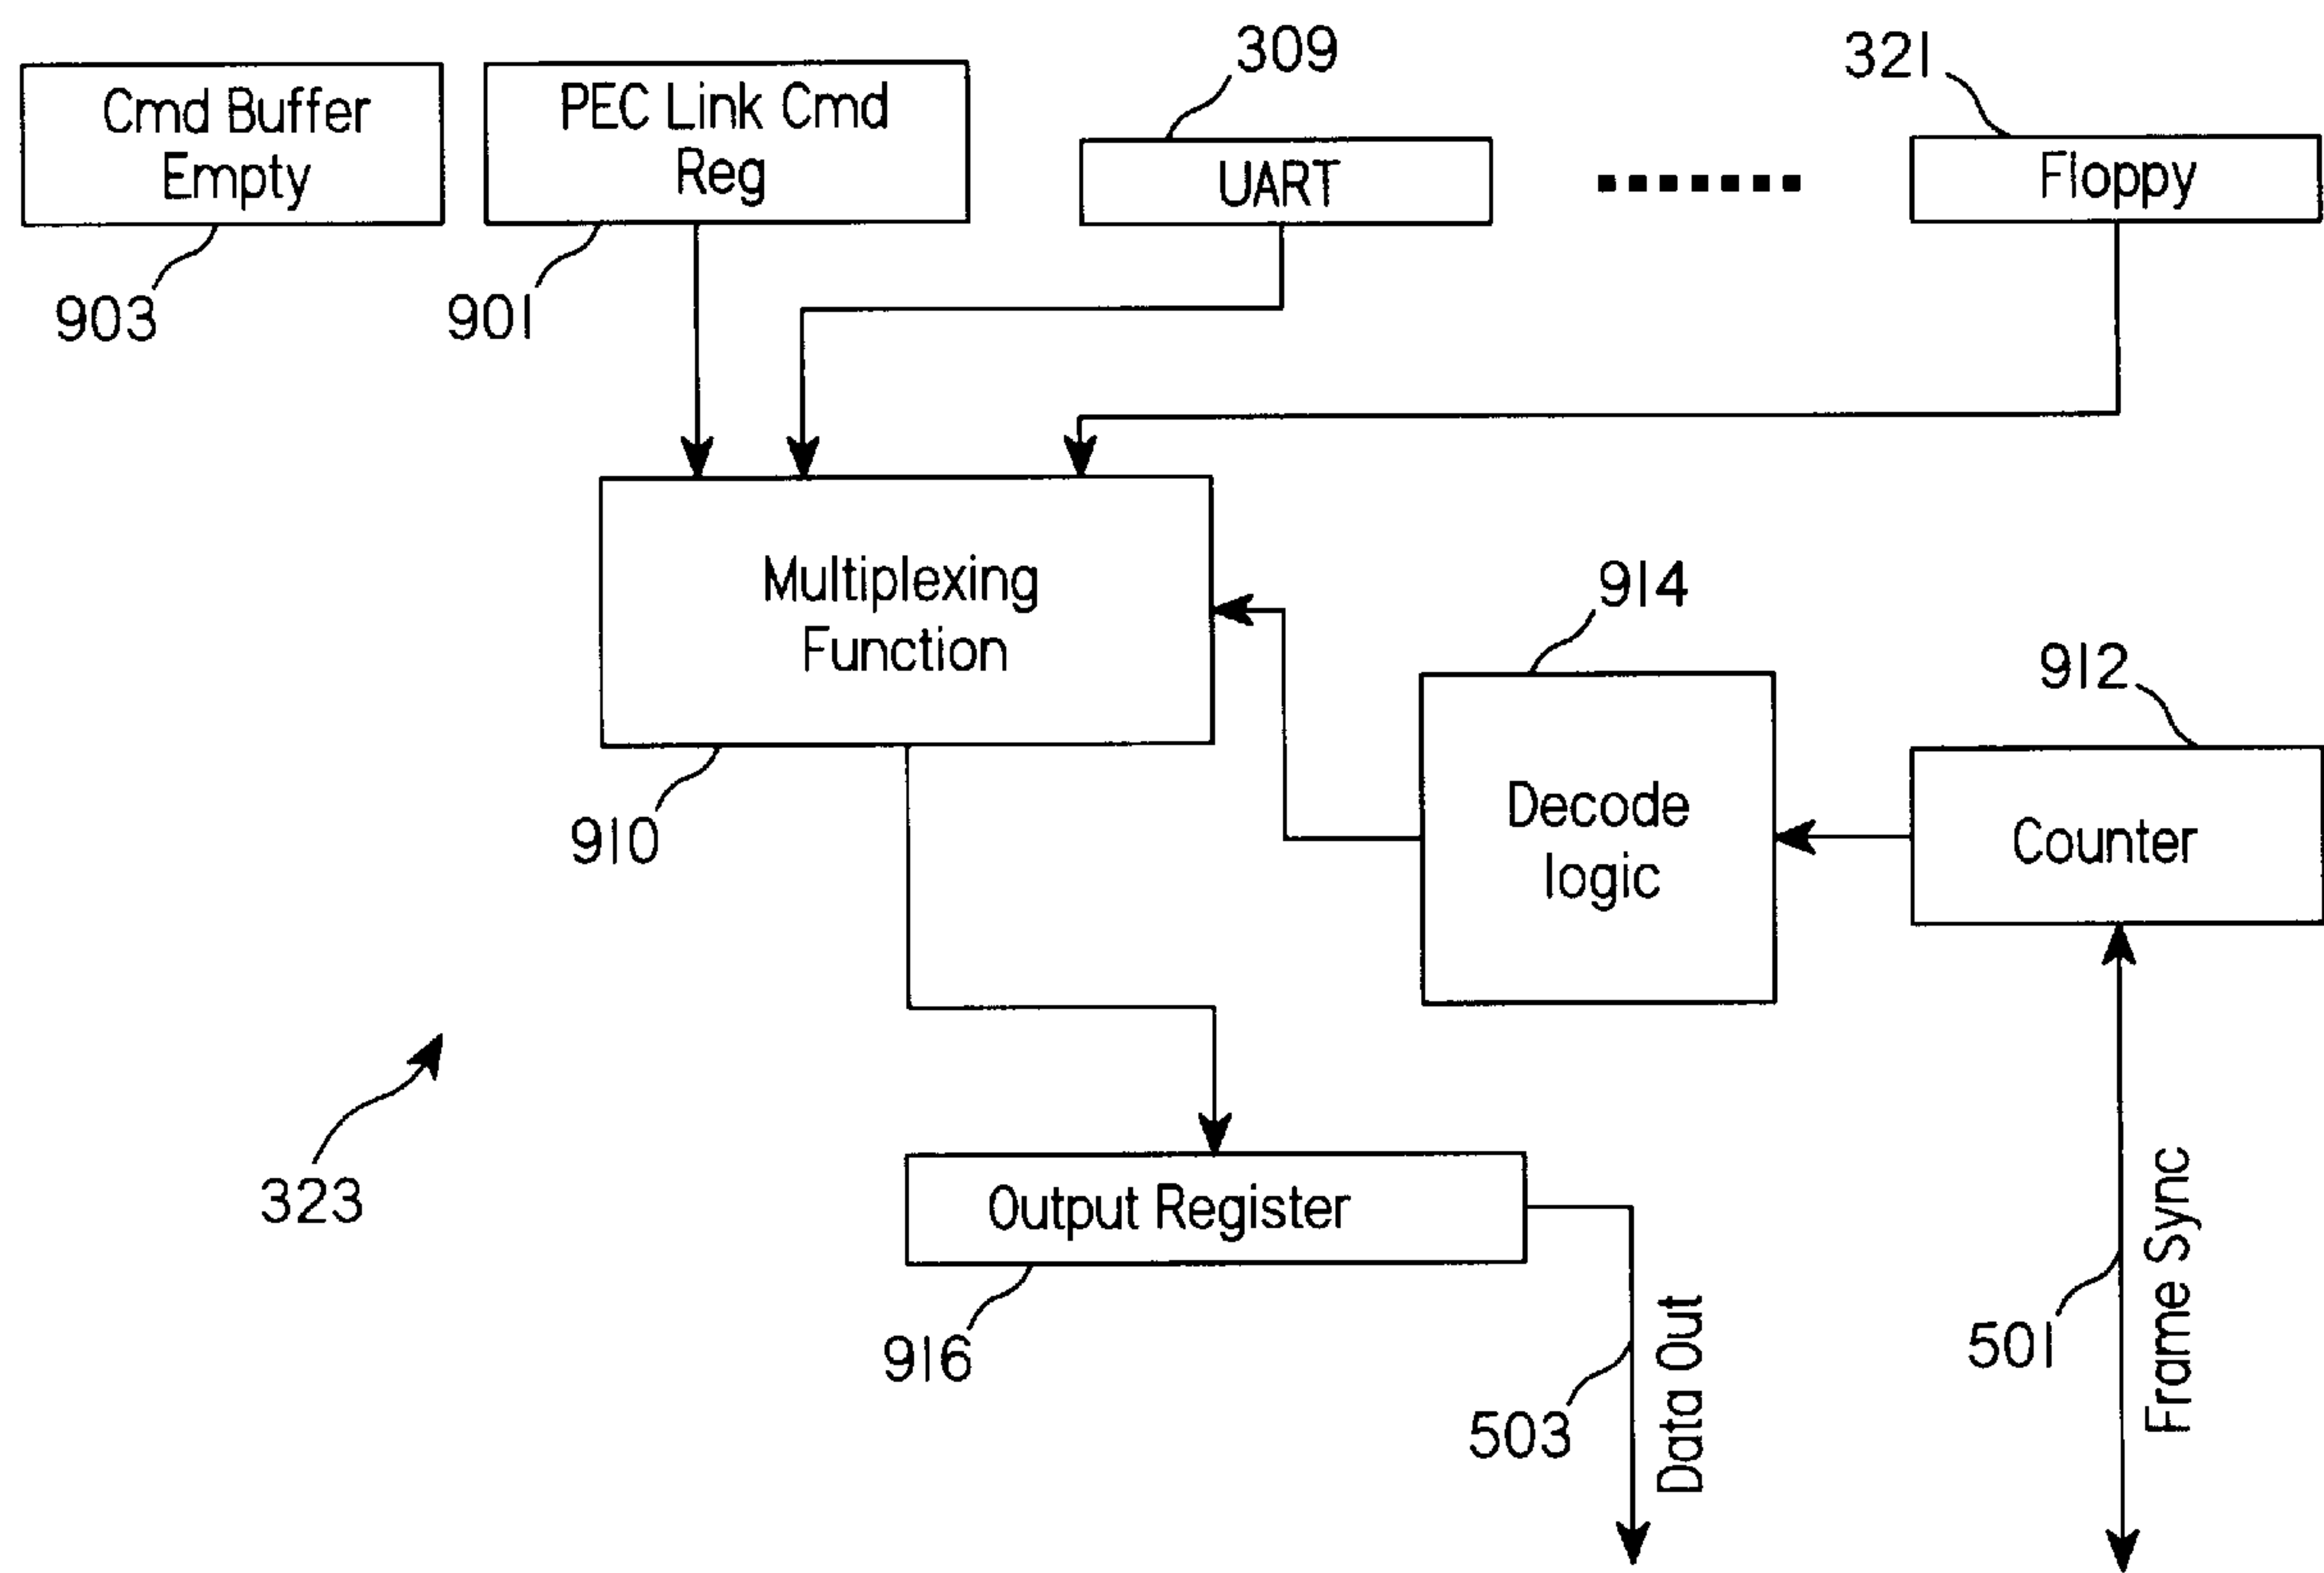 309
321
Cmd Buffer
Empty
PEC Link Cmd
Reg
UART
Floppy
903
901
Multiplexing
Function
914
912
910
Decode
logic
Counter
323
Output Register
916
503
Data Out
501
Frame Sync